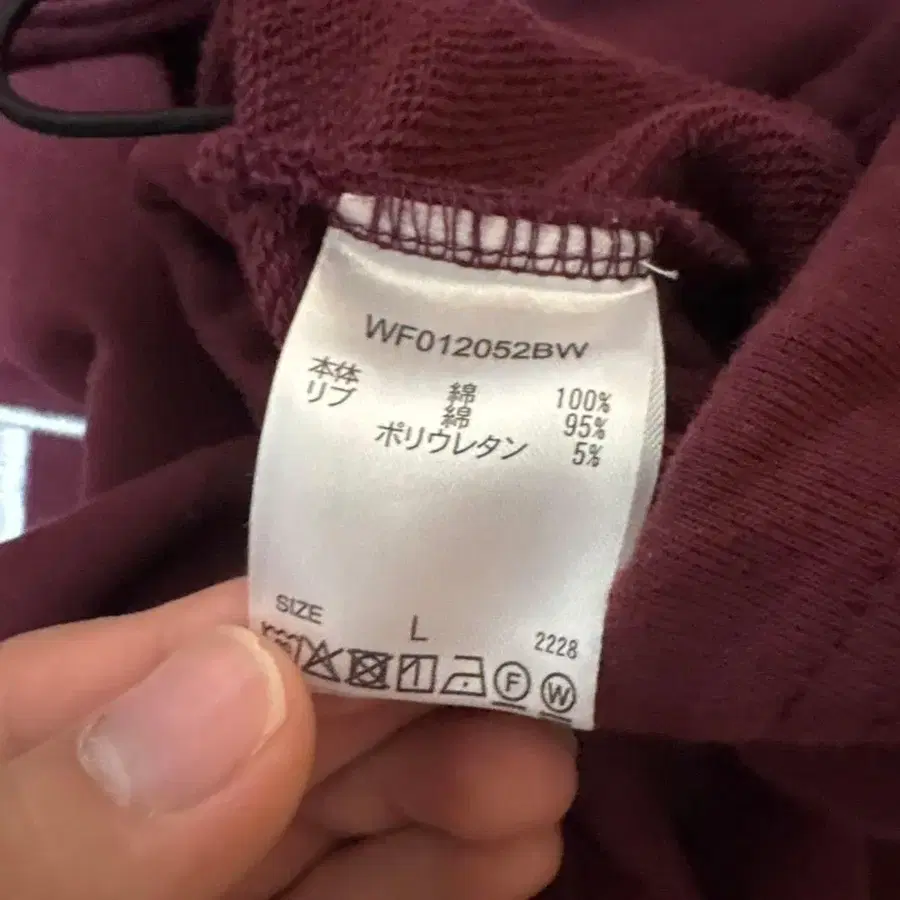 WF012052BW
本体 綿 100%
リブ 綿 95%
ポリウレタン 5%
SIZE L 2228
F W